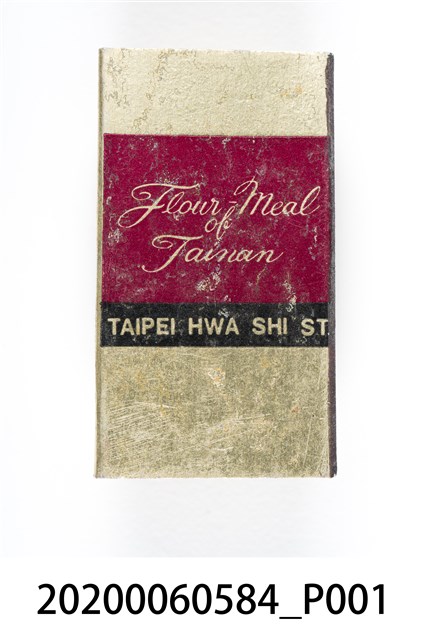 Flour-Meal
of
Tainan
TAIPEI HWA SHI ST
20200060584_P001